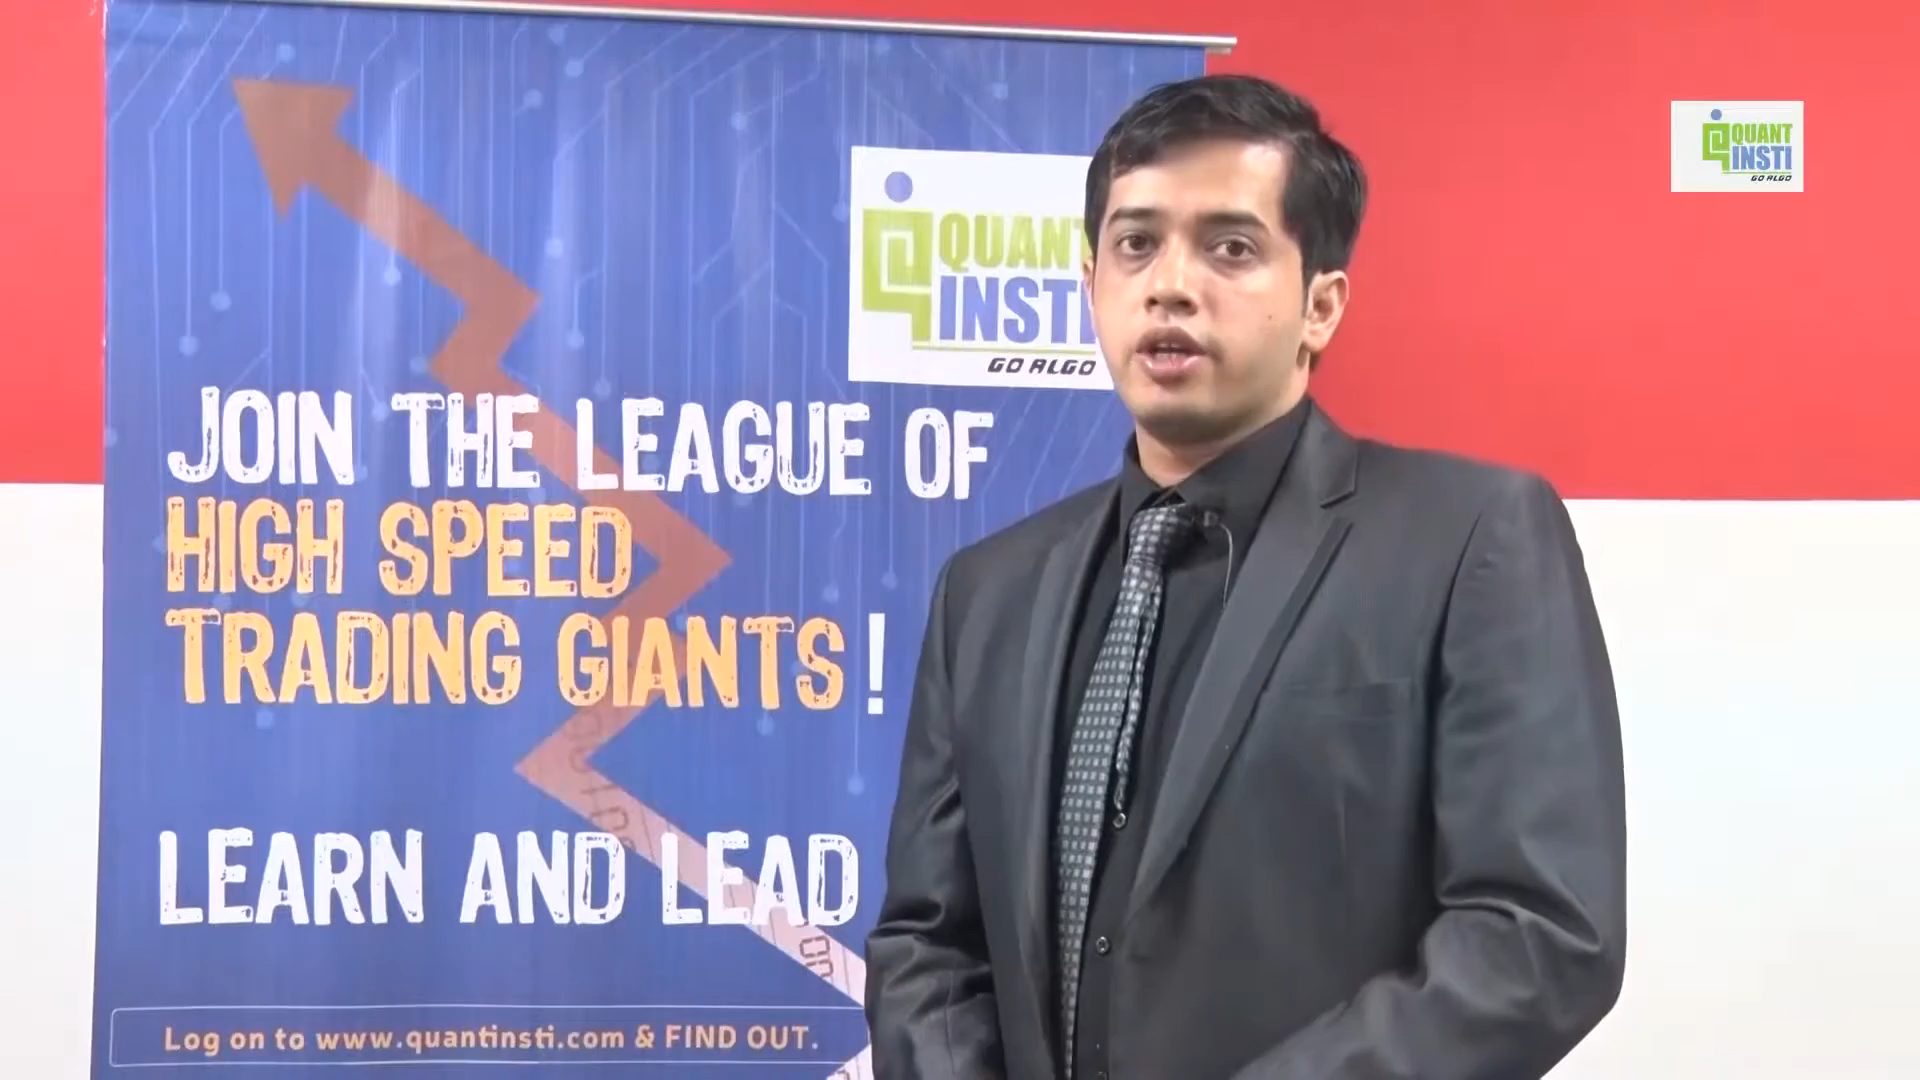 QUANT
INSTI
GO ALGO
QUANT
INSTI
GO ALGO
JOIN THE LEAGUE OF
HIGH SPEED
TRADING GIANTS!
LEARN AND LEAD
Log on to www.quantinsti.com & FIND OUT.